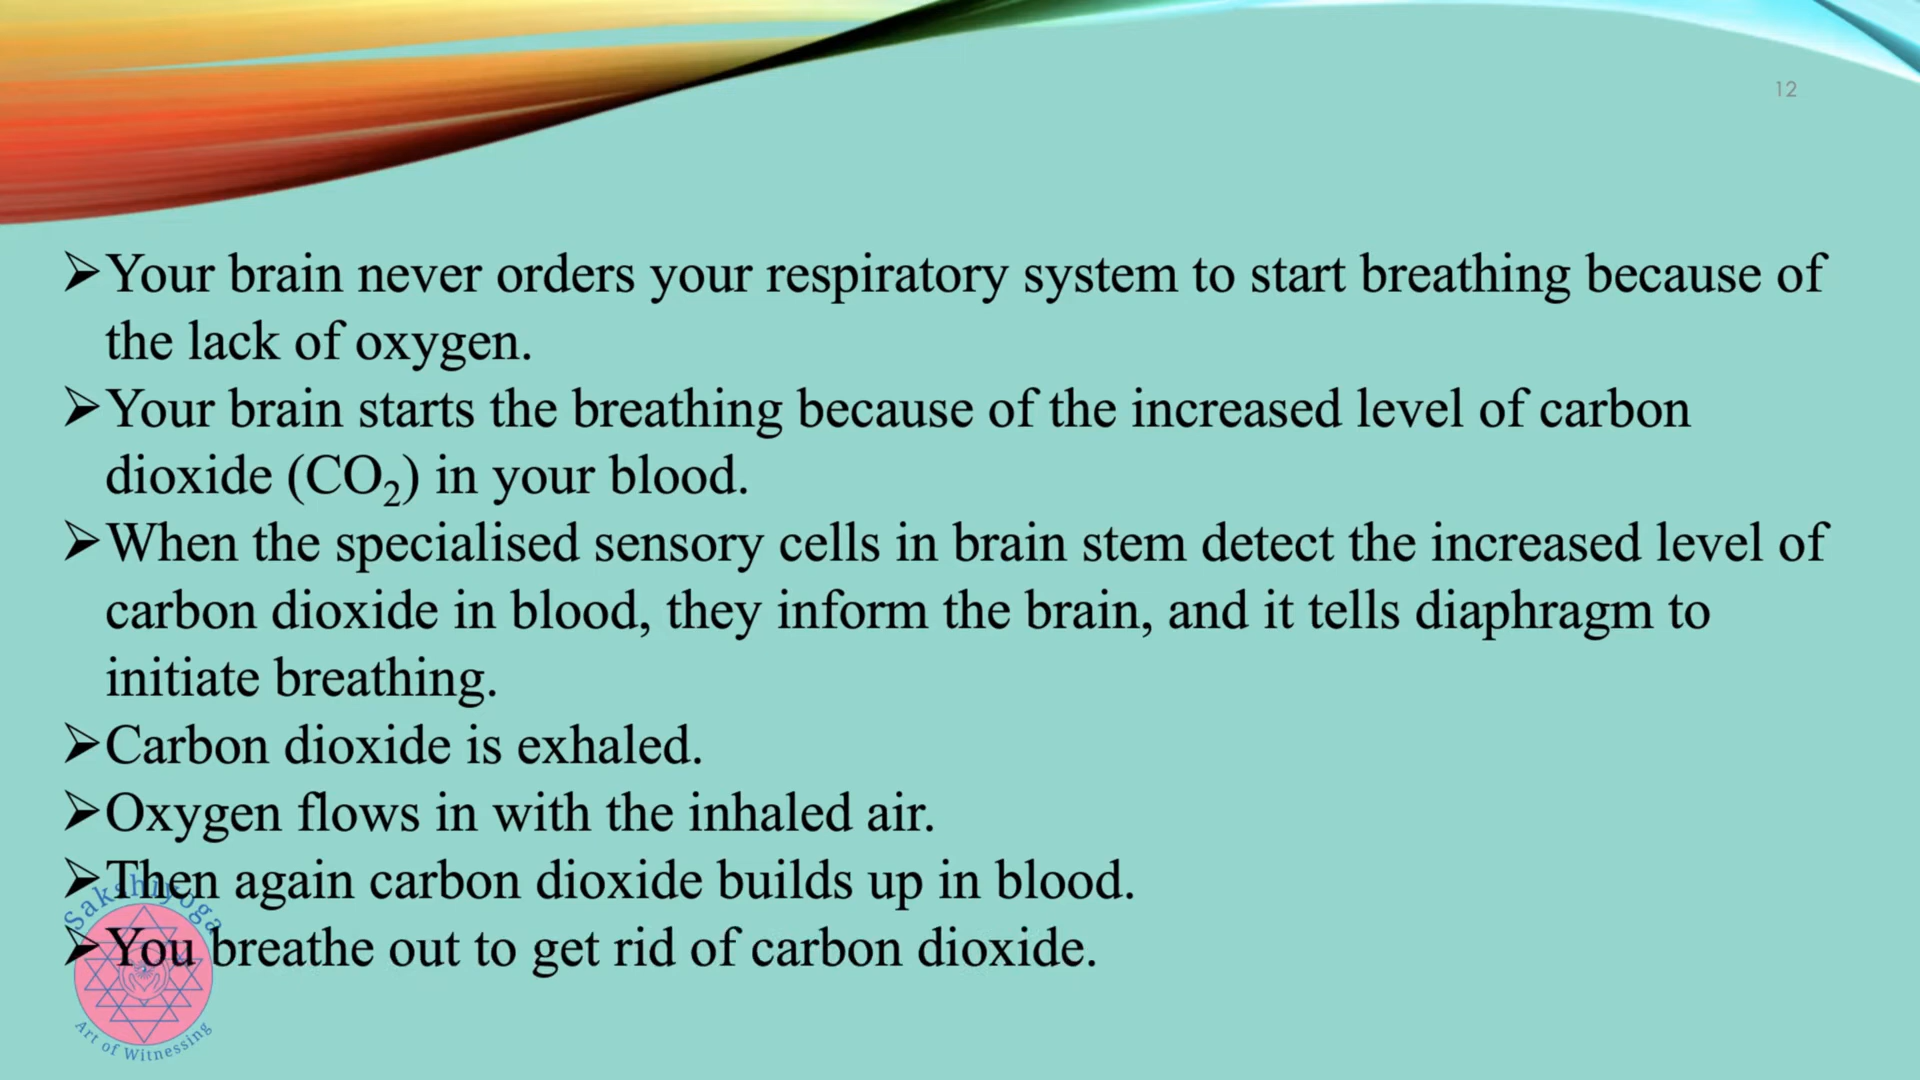 12
➢Your brain never orders your respiratory system to start breathing because of
the lack of oxygen.
➢Your brain starts the breathing because of the increased level of carbon
dioxide (CO₂) in your blood.
➢When the specialised sensory cells in brain stem detect the increased level of
carbon dioxide in blood, they inform the brain, and it tells diaphragm to
initiate breathing.
➢Carbon dioxide is exhaled.
➢Oxygen flows in with the inhaled air.
➢Then again carbon dioxide builds up in blood.
➢You breathe out to get rid of carbon dioxide.
Sakshiyoga
Art of Witnessing